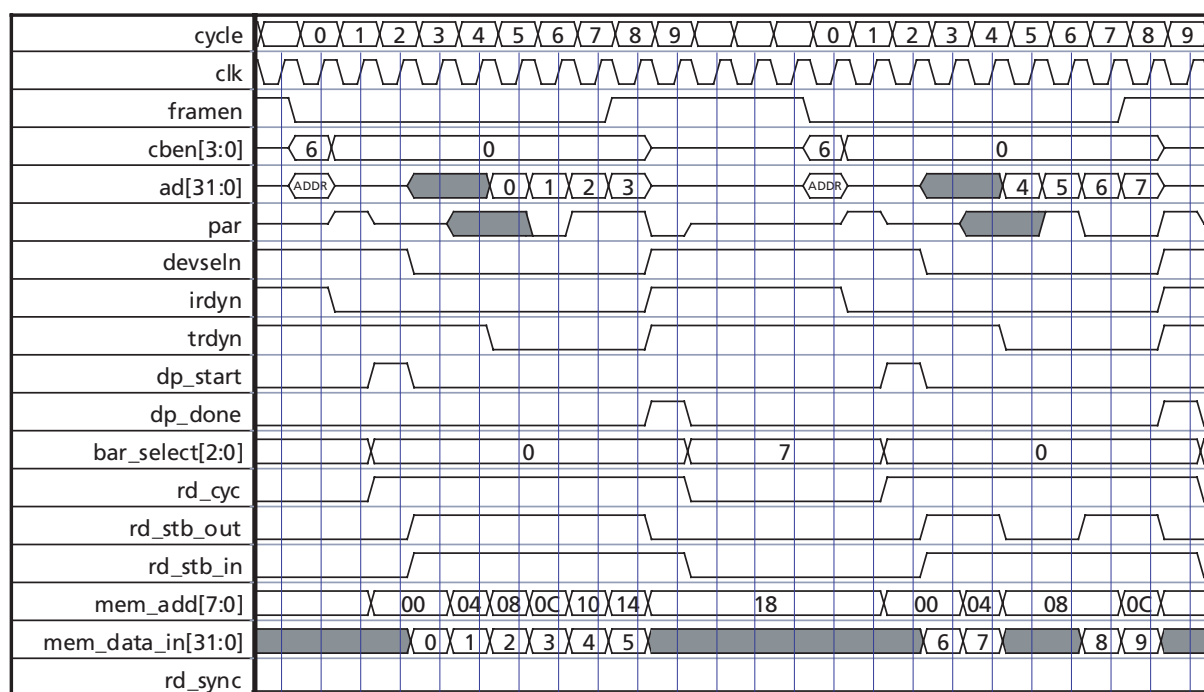 cycle 0 1 2 3 4 5 6 7 8 9 0 1 2 3 4 5 6 7 8 9
clk
framen
cben[3:0] 6 0 6 0
ad[31:0] ADDR 0 1 2 3 ADDR 4 5 6 7
par
devseln
irdyn
trdyn
dp_start
dp_done
bar_select[2:0] 0 7 0
rd_cyc
rd_stb_out
rd_stb_in
mem_add[7:0] 00 04 08 0C 10 14 18 00 04 08 0C
mem_data_in[31:0] 0 1 2 3 4 5 6 7 8 9
rd_sync